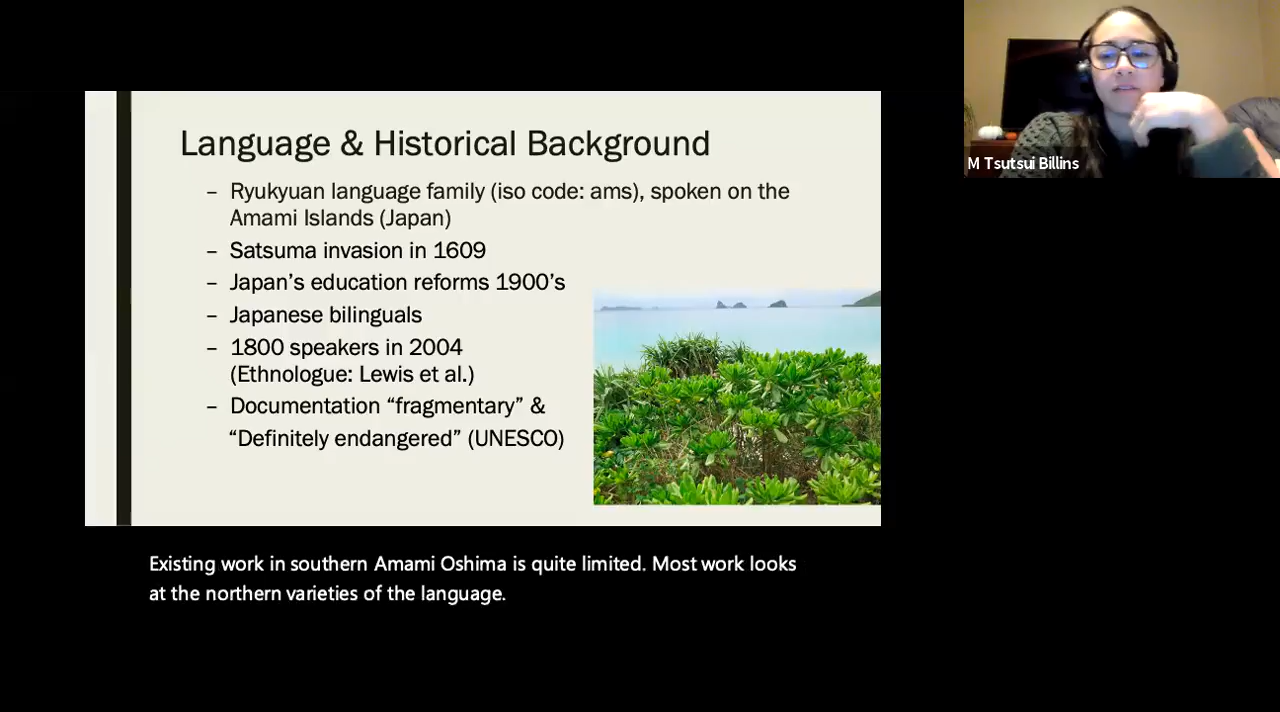 Language & Historical Background
– Ryukyuan language family (iso code: ams), spoken on the
Amami Islands (Japan)
– Satsuma invasion in 1609
– Japan’s education reforms 1900’s
– Japanese bilinguals
– 1800 speakers in 2004
(Ethnologue: Lewis et al.)
– Documentation “fragmentary” &
“Definitely endangered” (UNESCO)
M Tsutsui Billins
Existing work in southern Amami Oshima is quite limited. Most work looks
at the northern varieties of the language.